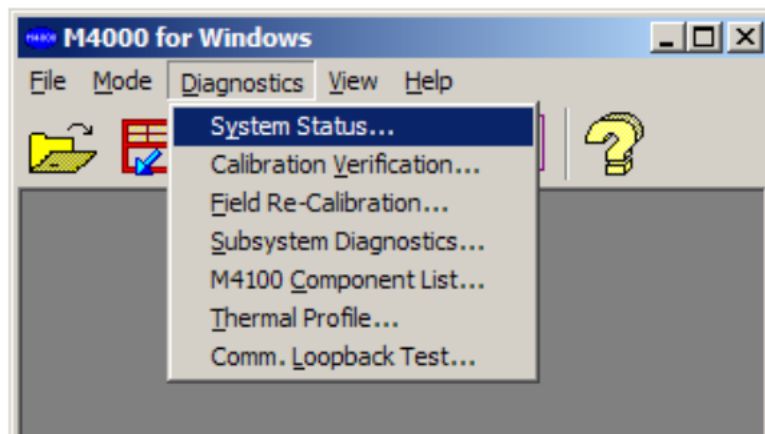 M4000 for Windows
File Mode Diagnostics View Help
System Status...
Calibration Verification...
Field Re-Calibration...
Subsystem Diagnostics...
M4100 Component List...
Thermal Profile...
Comm. Loopback Test...